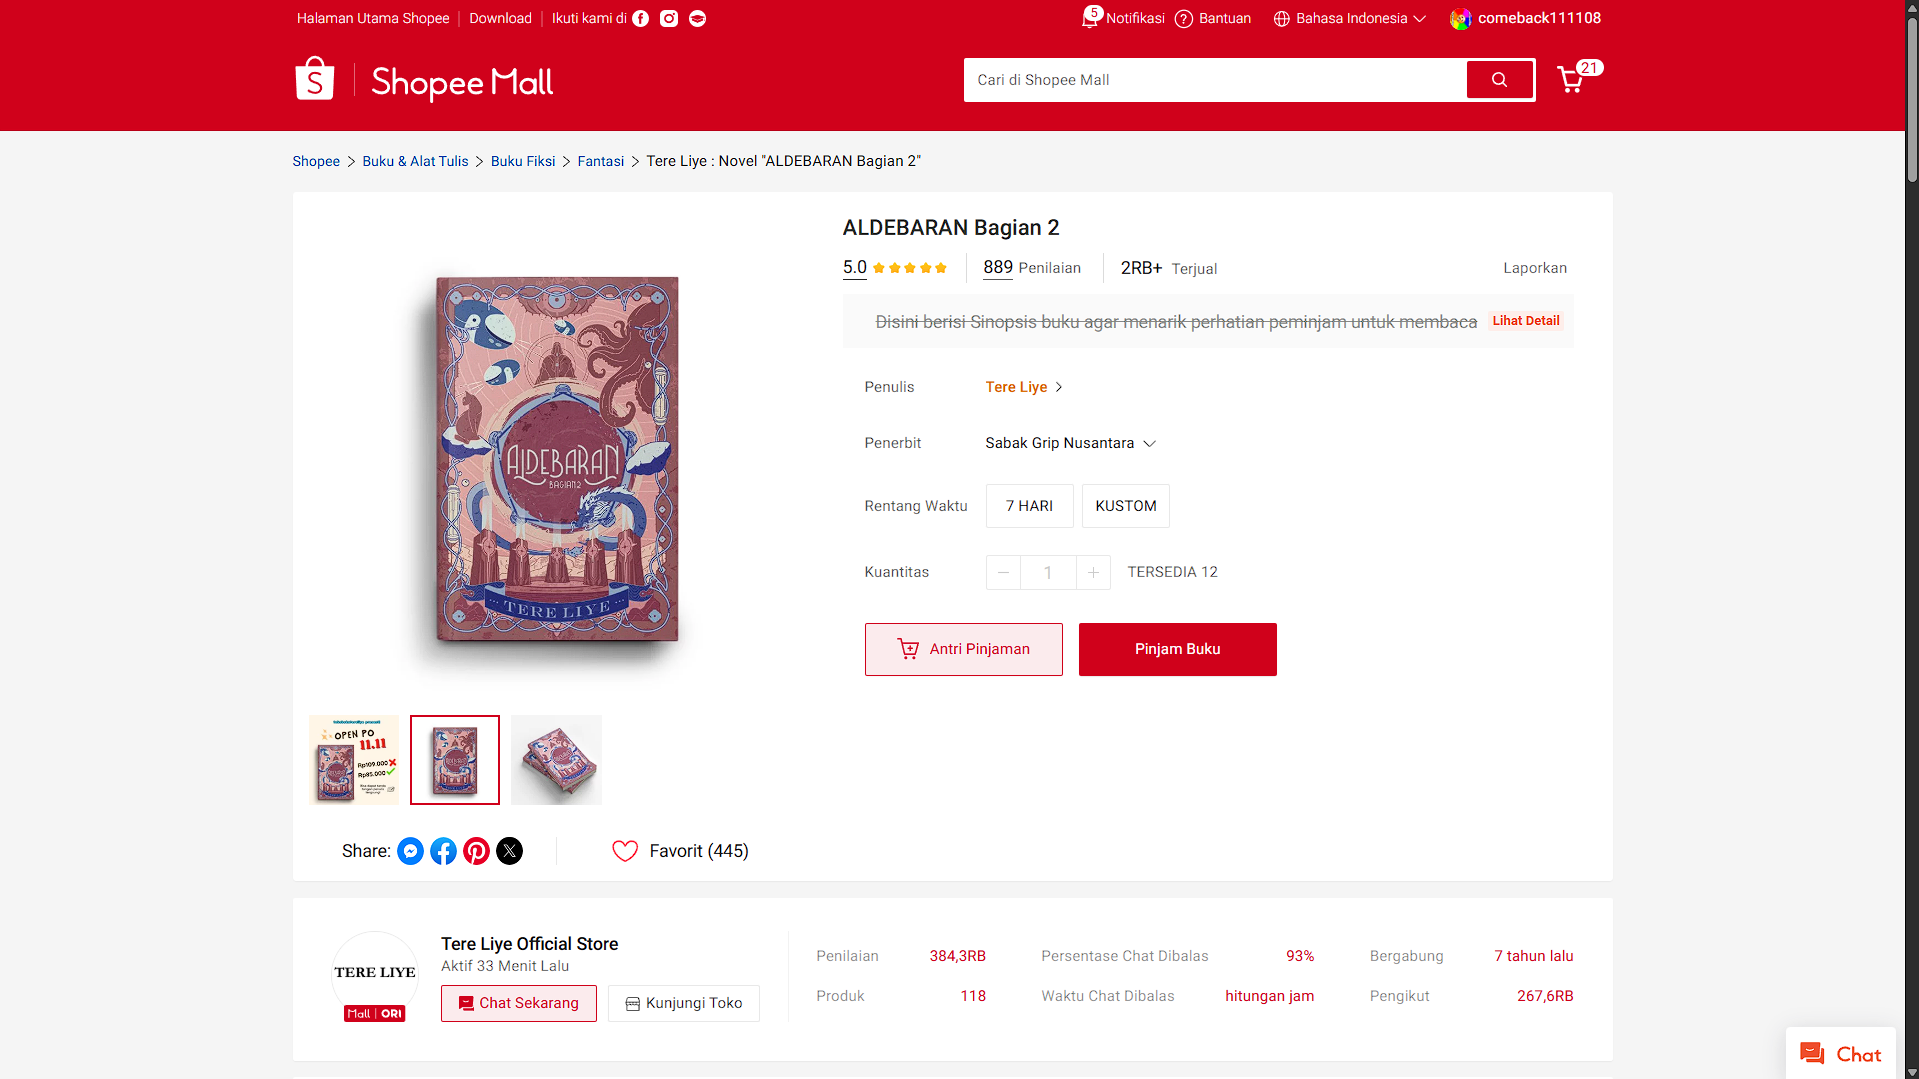 Halaman Utama Shopee
Download
Ikuti kami di
5
Notifikasi
Bantuan
Bahasa Indonesia
comeback111108
S
Shopee Mall
Cari di Shopee Mall
21
Shopee > Buku & Alat Tulis > Buku Fiksi > Fantasi > Tere Liye : Novel "ALDEBARAN Bagian 2"
ALDEBARAN
BAGIAN 2
TERE LIYE
ALDEBARAN Bagian 2
5.0
889 Penilaian
2RB+ Terjual
Laporkan
Disini berisi Sinopsis buku agar menarik perhatian peminjam untuk membaca
Lihat Detail
Penulis
Tere Liye
Penerbit
Sabak Grip Nusantara
Rentang Waktu
7 HARI
KUSTOM
Kuantitas
1
TERSEDIA 12
Antri Pinjaman
Pinjam Buku
OPEN PO
11.11
Rp109.000
Rp85.000
Share:
Favorit (445)
TERE LIYE
Mall | ORI
Tere Liye Official Store
Aktif 33 Menit Lalu
Chat Sekarang
Kunjungi Toko
Penilaian 384,3RB
Persentase Chat Dibalas 93%
Bergabung 7 tahun lalu
Produk 118
Waktu Chat Dibalas hitungan jam
Pengikut 267,6RB
Chat